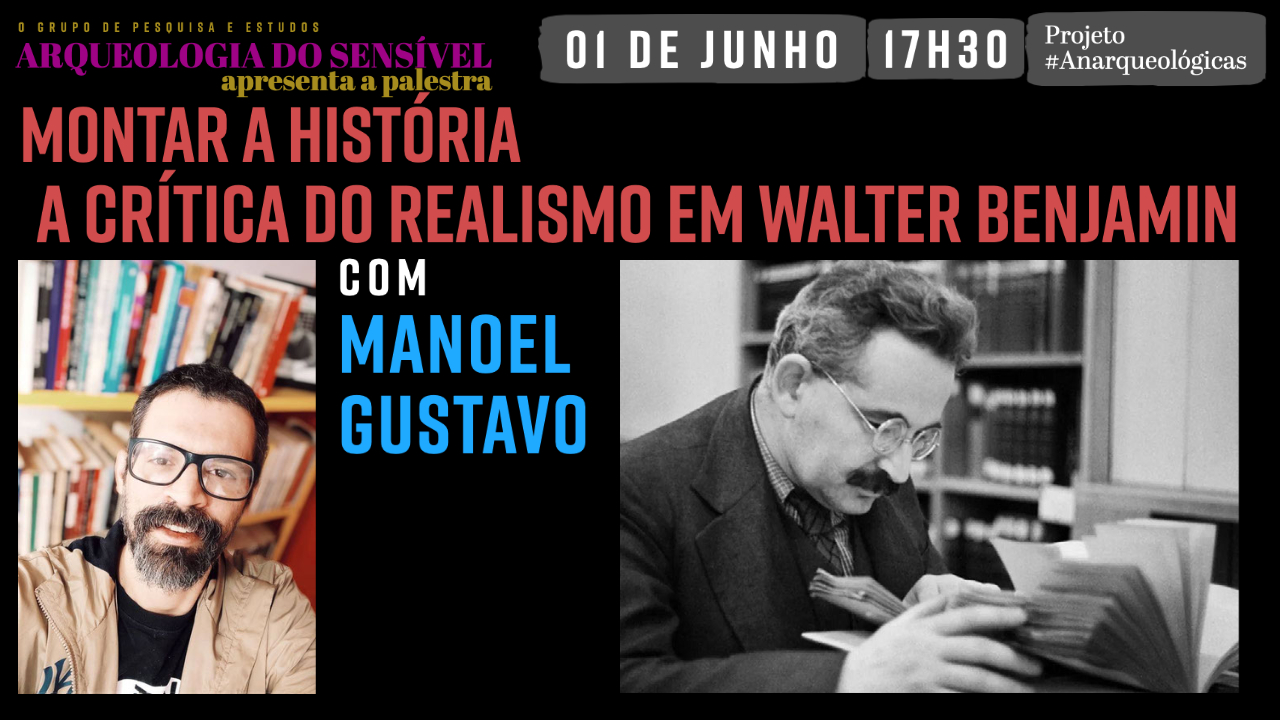 O GRUPO DE PESQUISA E ESTUDOS
ARQUEOLOGIA DO SENSÍVEL
apresenta a palestra
01 DE JUNHO
17H30
Projeto
#Anarqueológicas
MONTAR A HISTÓRIA
A CRÍTICA DO REALISMO EM WALTER BENJAMIN
COM
MANOEL
GUSTAVO